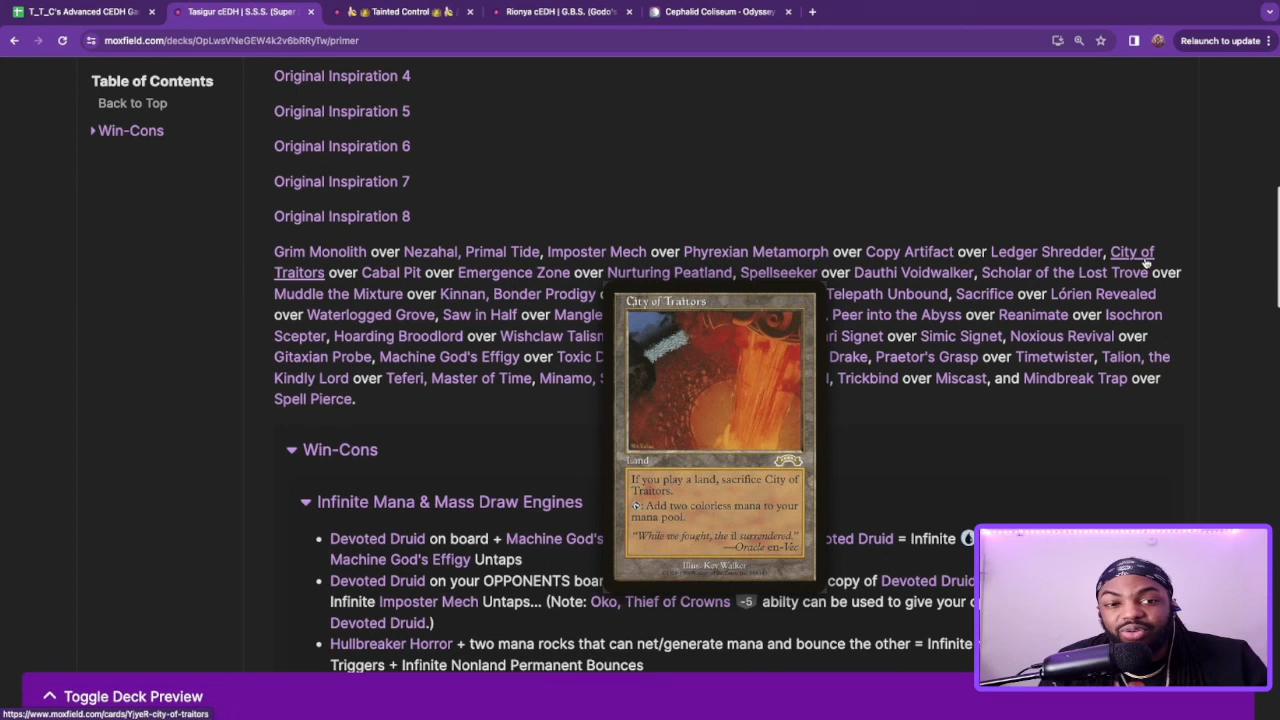 T_T_C's Advanced CEDH Ga
Tasigur cEDH | S.S.S. (Super
Tainted Control
Rionya cEDH | G.B.S. (Godo's
Cephalid Coliseum - Odyssey
moxfield.com/decks/OpLwsVNeGEW4k2v6bRRyTw/primer
Relaunch to update
Table of Contents
Back to Top
Win-Cons
Original Inspiration 4
Original Inspiration 5
Original Inspiration 6
Original Inspiration 7
Original Inspiration 8
Grim Monolith over Nezahal, Primal Tide, Imposter Mech over Phyrexian Metamorph over Copy Artifact over Ledger Shredder, City of
Traitors over Cabal Pit over Emergence Zone over Nurturing Peatland, Spellseeker over Dauthi Voidwalker, Scholar of the Lost Trove over
Muddle the Mixture over Kinnan, Bonder Prodigy Telepath Unbound, Sacrifice over Lórien Revealed
over Waterlogged Grove, Saw in Half over Mangle Peer into the Abyss over Reanimate over Isochron
Scepter, Hoarding Broodlord over Wishclaw Talism ri Signet over Simic Signet, Noxious Revival over
Gitaxian Probe, Machine God's Effigy over Toxic D Drake, Praetor's Grasp over Timetwister, Talion, the
Kindly Lord over Teferi, Master of Time, Minamo, S l, Trickbind over Miscast, and Mindbreak Trap over
Spell Pierce.
City of Traitors
Land
If you play a land, sacrifice City of
Traitors.
: Add two colorless mana to your
mana pool.
"While we fought, the il surrendered."
—Oracle en-Vec
Illus. Kev Walker
Win-Cons
Infinite Mana & Mass Draw Engines
Devoted Druid on board + Machine God's voted Druid = Infinite
Machine God's Effigy Untaps
Devoted Druid on your OPPONENTS boa copy of Devoted Druid
Infinite Imposter Mech Untaps... (Note: Oko, Thief of Crowns -5 abilty can be used to give your o
Devoted Druid.)
Hullbreaker Horror + two mana rocks that can net/generate mana and bounce the other = Infinite
Triggers + Infinite Nonland Permanent Bounces
Toggle Deck Preview
https://www.moxfield.com/cards/YjyeR-city-of-traitors